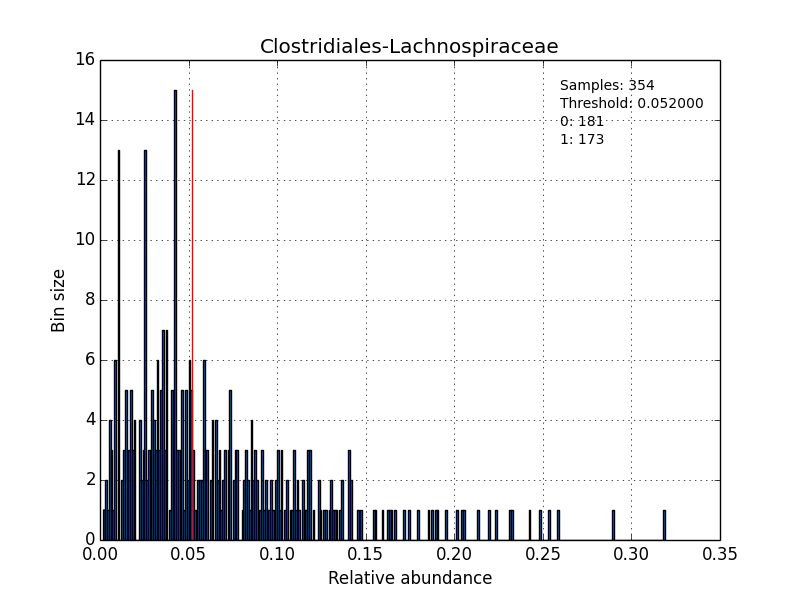 Clostridiales-Lachnospiraceae
Samples: 354
Threshold: 0.052000
0: 181
1: 173
16
14
12
10
8
6
4
2
0
Bin size
0.00 0.05 0.10 0.15 0.20 0.25 0.30 0.35
Relative abundance